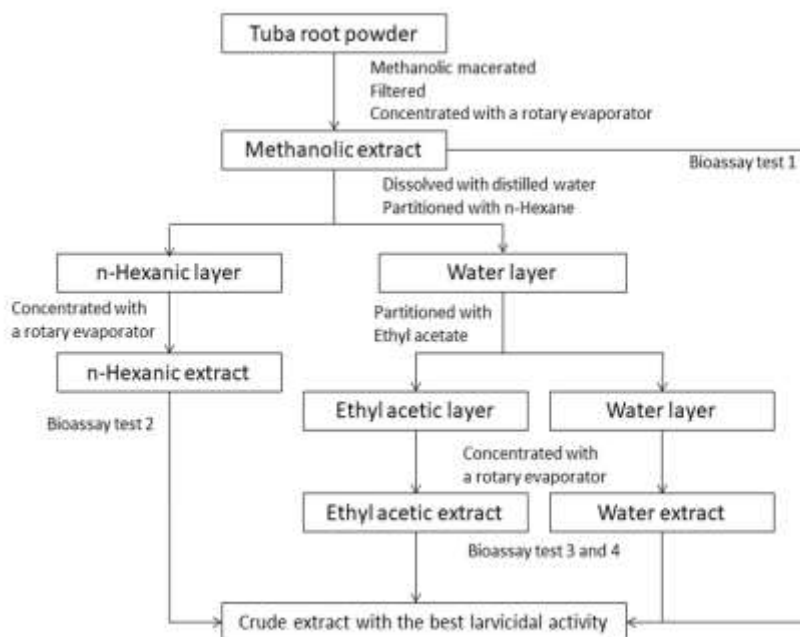 Tuba root powder
Methanolic macerated
Filtered
Concentrated with a rotary evaporator
Methanolic extract
Bioassay test 1
Dissolved with distilled water
Partitioned with n-Hexane
n-Hexanic layer
Water layer
Concentrated with
a rotary evaporator
Partitioned with
Ethyl acetate
n-Hexanic extract
Bioassay test 2
Ethyl acetic layer
Water layer
Concentrated with
a rotary evaporator
Ethyl acetic extract
Water extract
Bioassay test 3 and 4
Crude extract with the best larvicidal activity